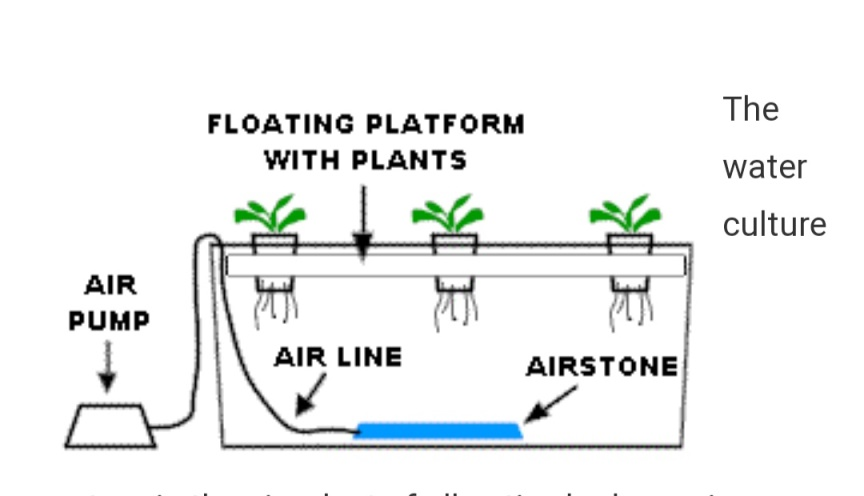 FLOATING PLATFORM
WITH PLANTS
The
water
culture
AIR
PUMP
AIR LINE
AIRSTONE